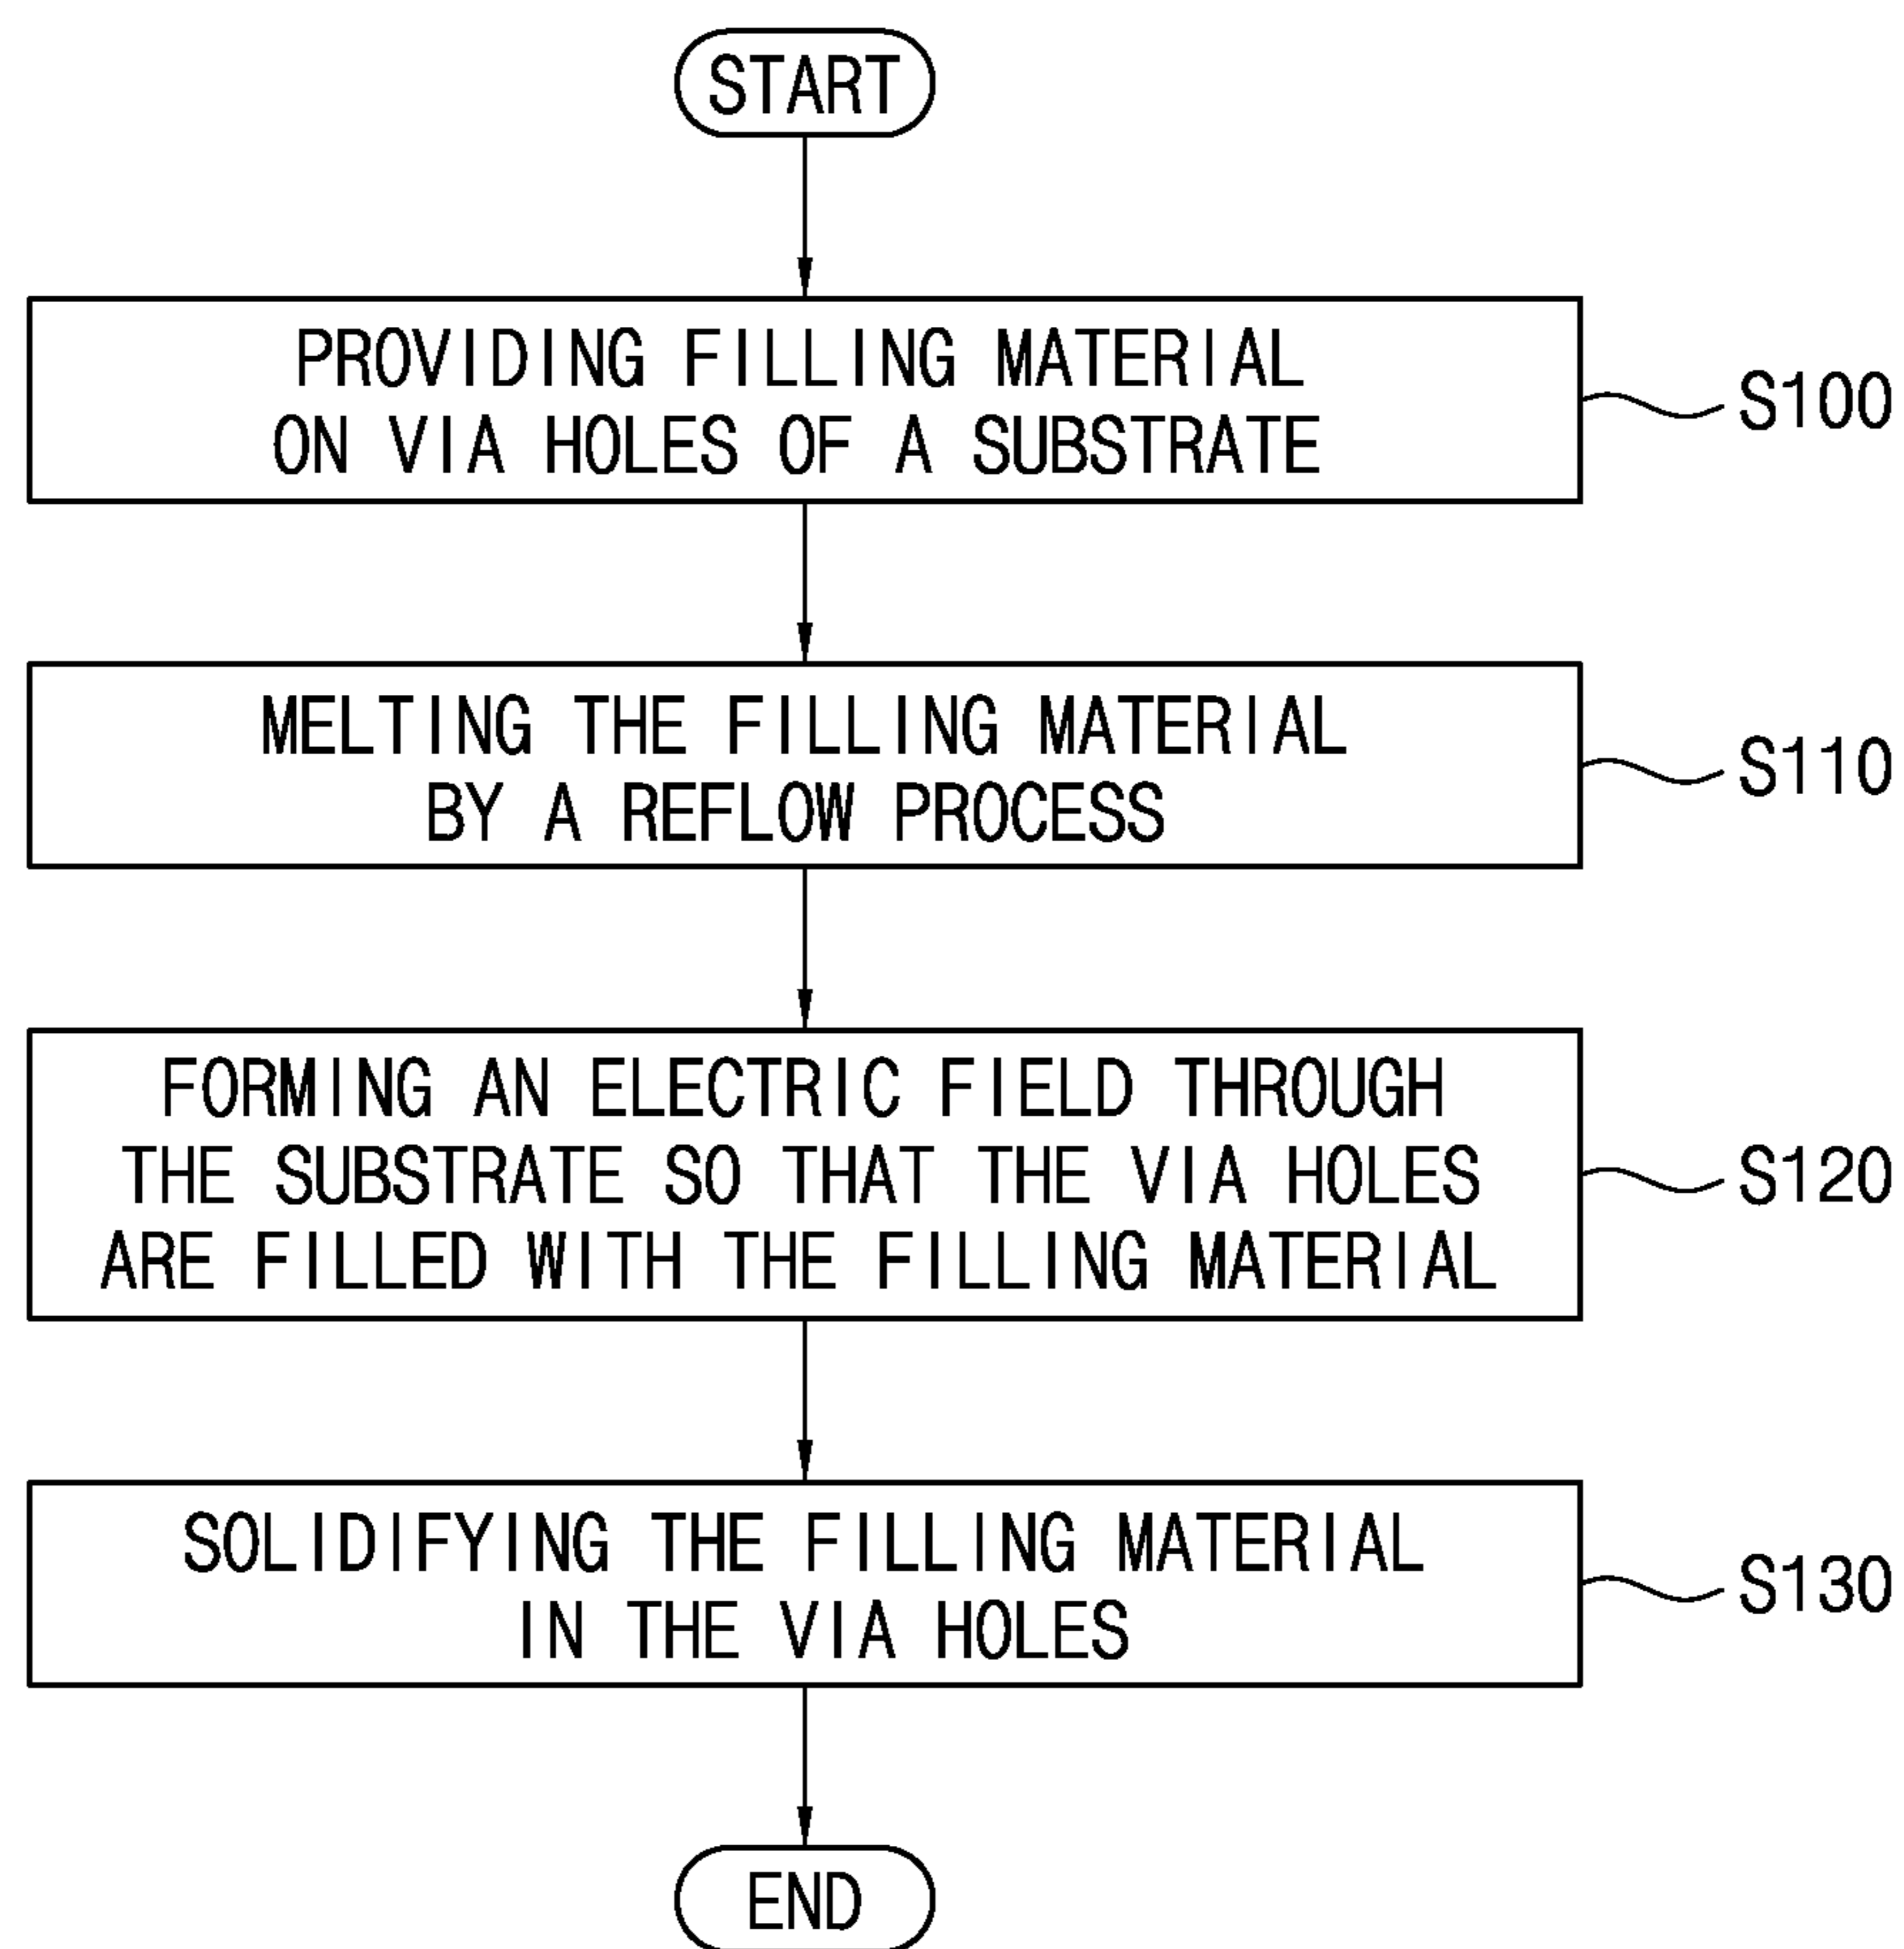 START
PROVIDING FILLING MATERIAL
ON VIA HOLES OF A SUBSTRATE
S100
MELTING THE FILLING MATERIAL
BY A REFLOW PROCESS
S110
FORMING AN ELECTRIC FIELD THROUGH
THE SUBSTRATE SO THAT THE VIA HOLES
ARE FILLED WITH THE FILLING MATERIAL
S120
SOLIDIFYING THE FILLING MATERIAL
IN THE VIA HOLES
S130
END